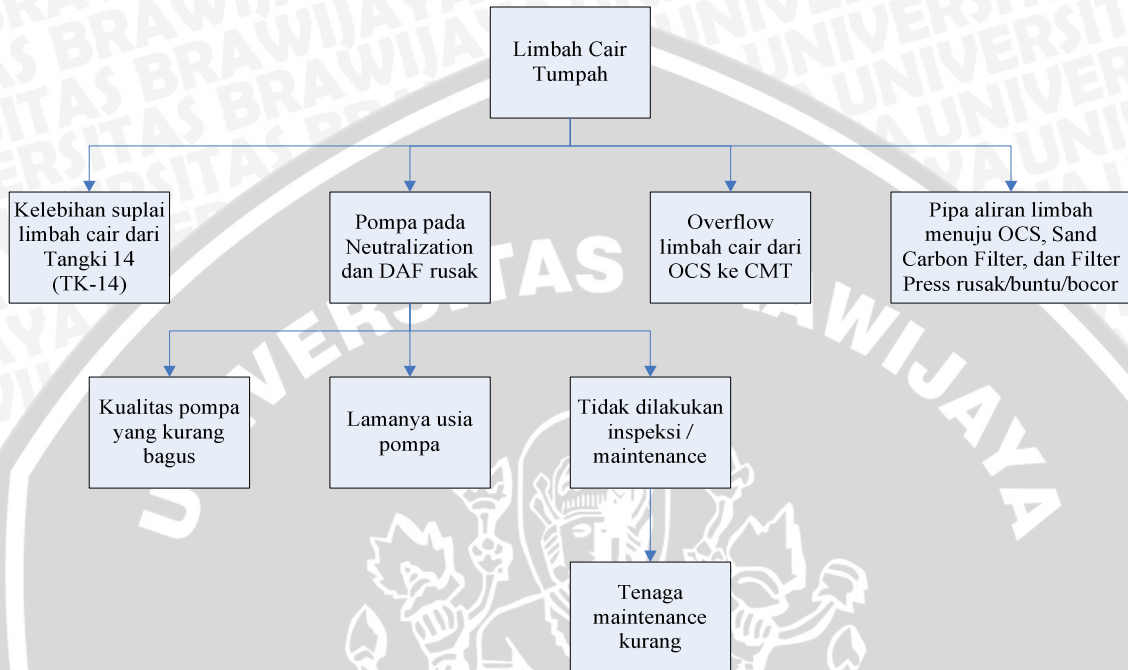 Limbah Cair
Tumpah
Kelebihan suplai
limbah cair dari
Tangki 14
(TK-14)
Pompa pada
Neutralization
dan DAF rusak
Overflow
limbah cair dari
OCS ke CMT
Pipa aliran limbah
menuju OCS, Sand
Carbon Filter, dan Filter
Press rusak/buntu/bocor
Kualitas pompa
yang kurang
bagus
Lamanya usia
pompa
Tidak dilakukan
inspeksi /
maintenance
Tenaga
maintenance
kurang
UNIVERSITAS BRAWIJAYA